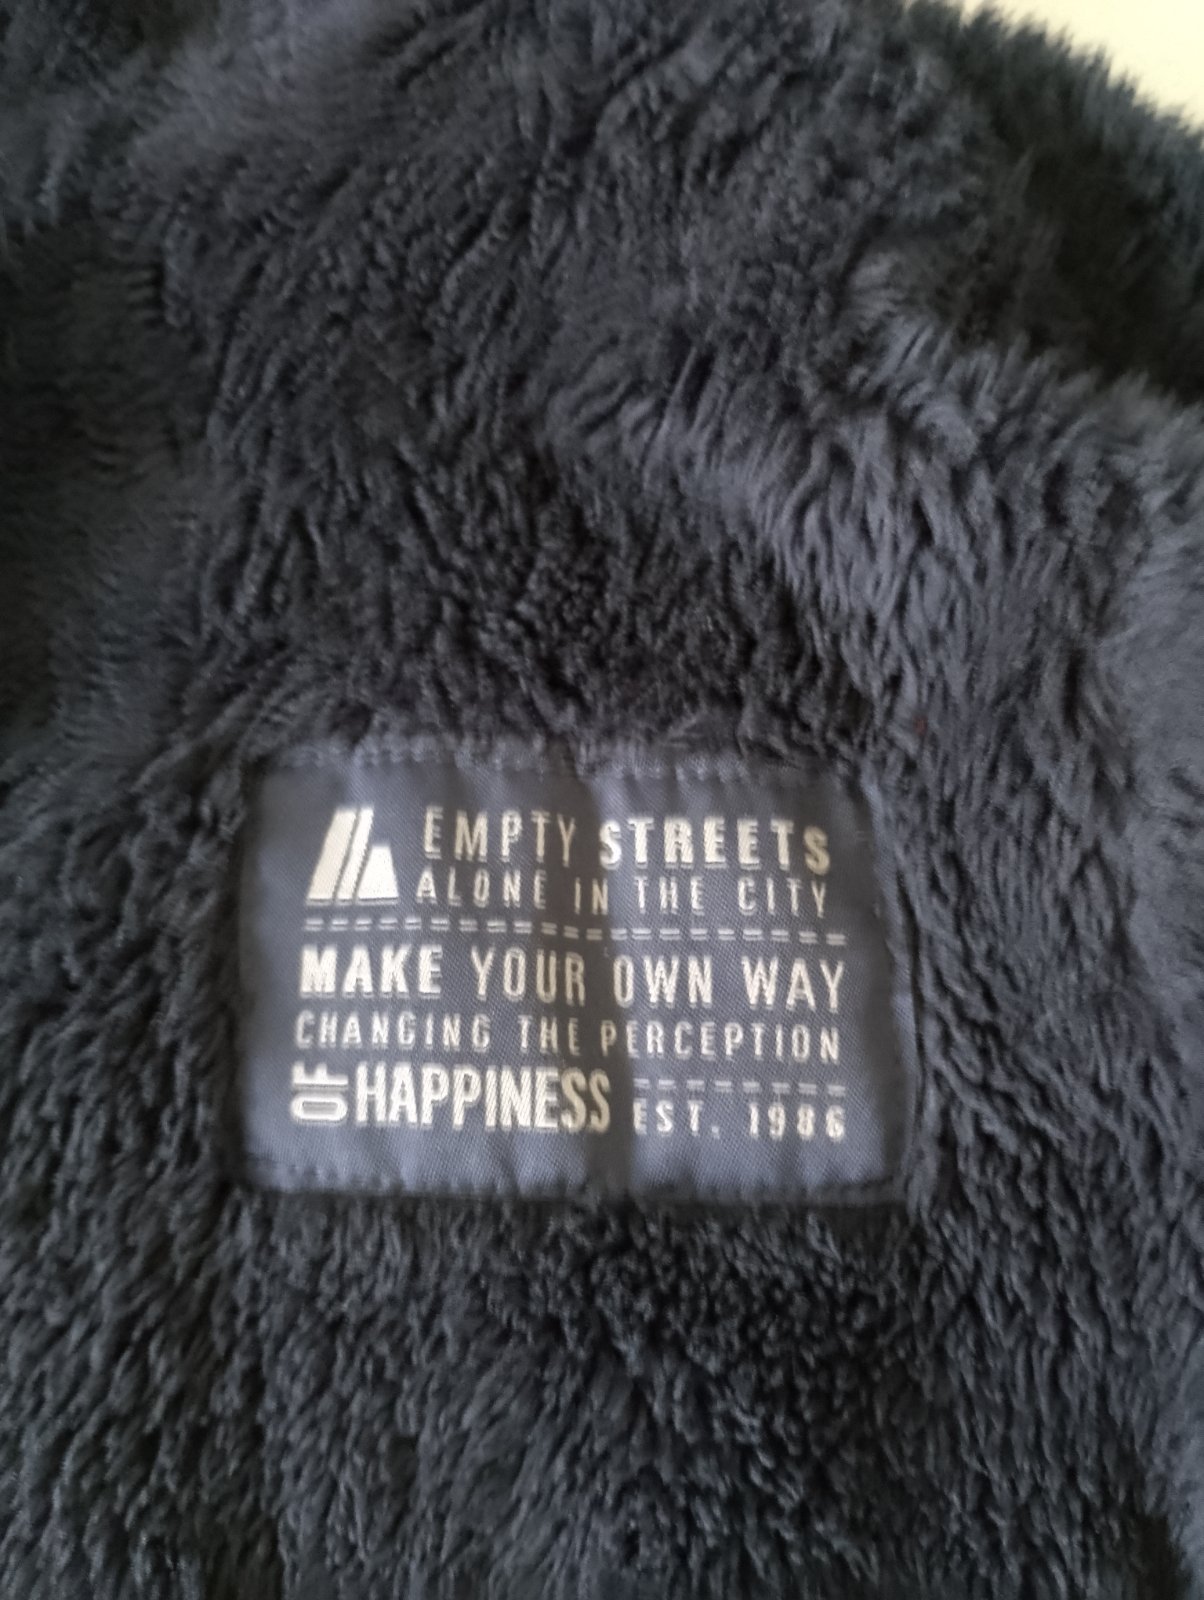 EMPTY STREETS
ALONE IN THE CITY
MAKE YOUR OWN WAY
CHANGING THE PERCEPTION
OF HAPPINESS
EST. 1986